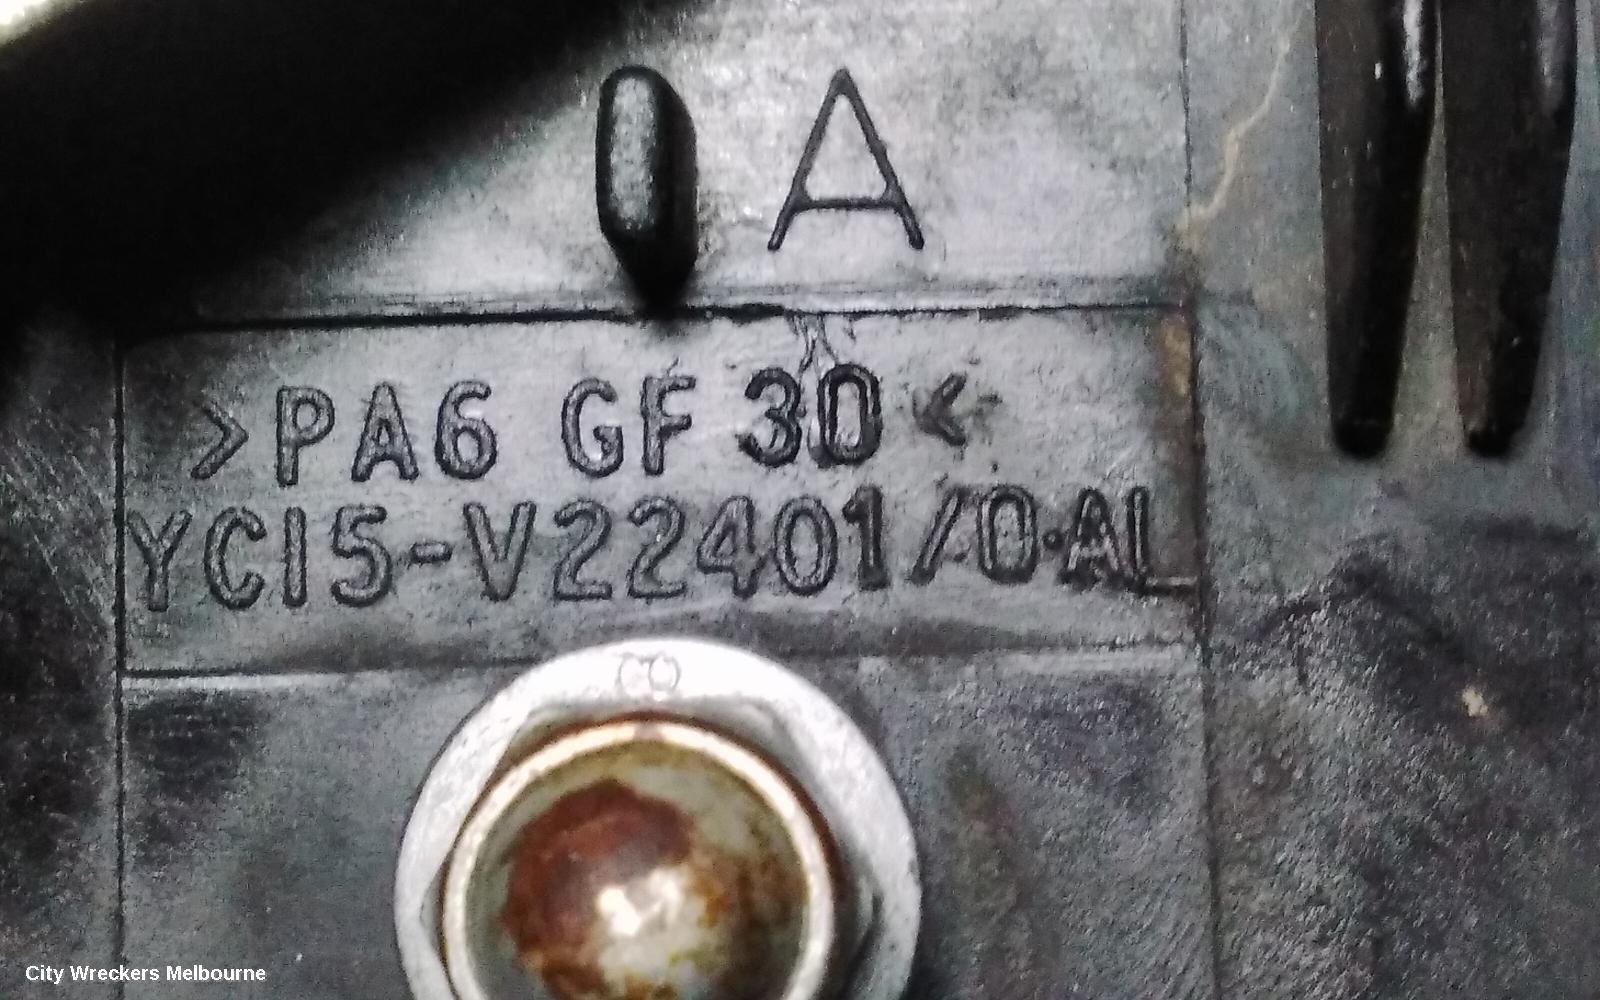 A
>PA6 GF 30<
YC15-V22401/0·AL
City Wreckers Melbourne